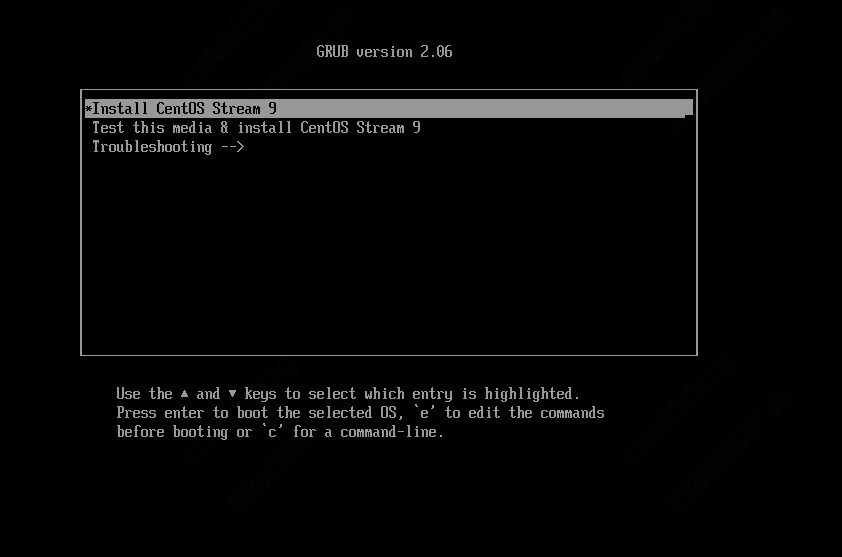 GRUB version 2.06
*Install CentOS Stream 9
Test this media & install CentOS Stream 9
Troubleshooting -->
Use the ▲ and ▼ keys to select which entry is highlighted.
Press enter to boot the selected OS, `e' to edit the commands
before booting or `c' for a command-line.